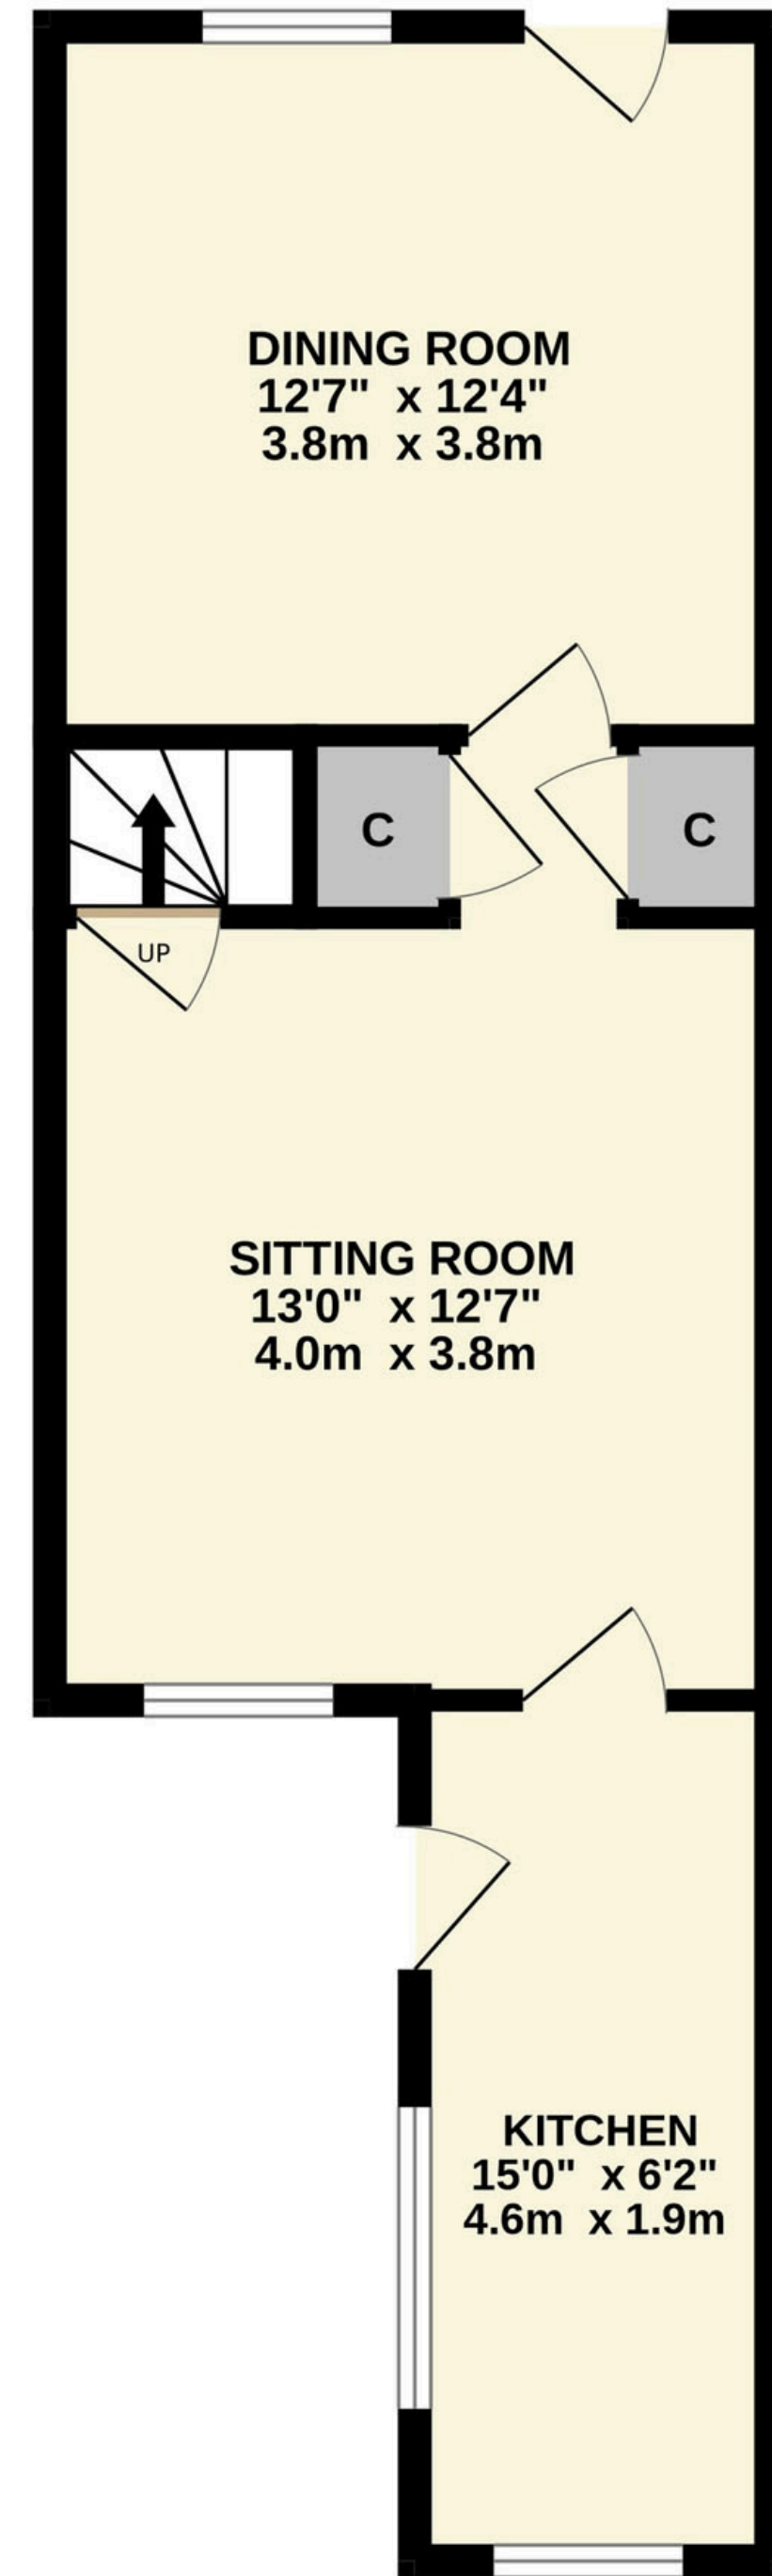 DINING ROOM
12'7" x 12'4"
3.8m x 3.8m
C
C
UP
SITTING ROOM
13'0" x 12'7"
4.0m x 3.8m
KITCHEN
15'0" x 6'2"
4.6m x 1.9m